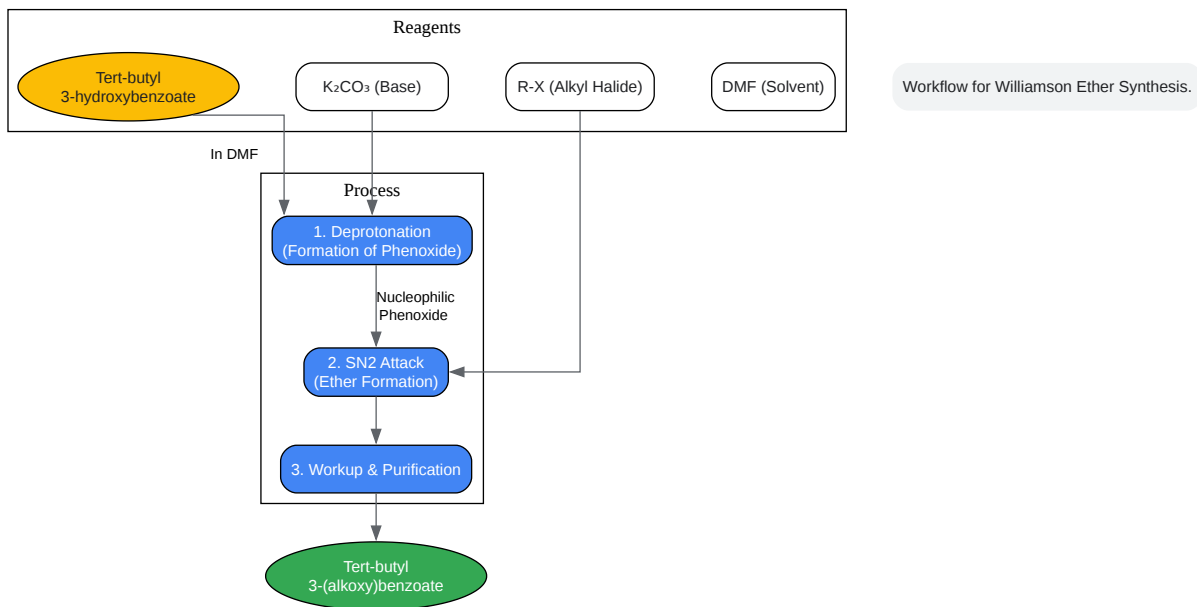 Reagents
Tert-butyl
3-hydroxybenzoate
K₂CO₃ (Base)
R-X (Alkyl Halide)
DMF (Solvent)
Workflow for Williamson Ether Synthesis.
In DMF
Process
1. Deprotonation
(Formation of Phenoxide)
Nucleophilic
Phenoxide
2. SN2 Attack
(Ether Formation)
3. Workup & Purification
Tert-butyl
3-(alkoxy)benzoate